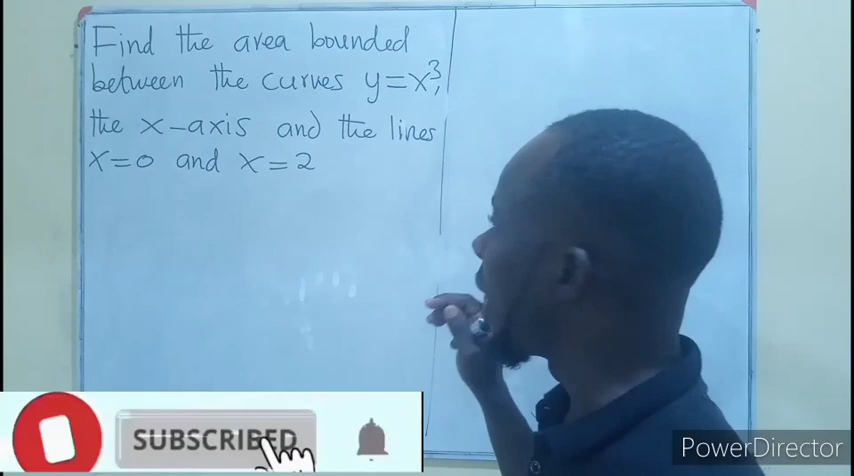 Find the area bounded
between the curves y=x³,
the x-axis and the lines
x=0 and x=2
SUBSCRIBED
PowerDirector